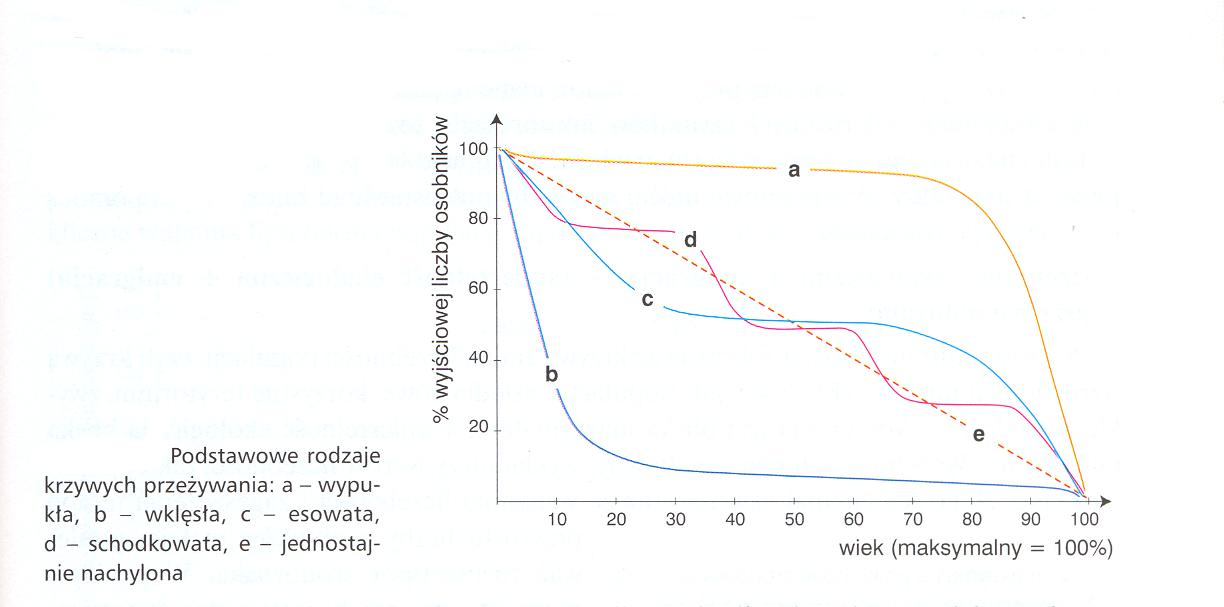 % wyjściowej liczby osobników
100
80
60
40
20
a
b
c
d
e
10 20 30 40 50 60 70 80 90 100
wiek (maksymalny = 100%)
Podstawowe rodzaje
krzywych przeżywania: a – wypu-
kła, b – wklęsła, c – esowata,
d – schodkowata, e – jednostaj-
nie nachylona